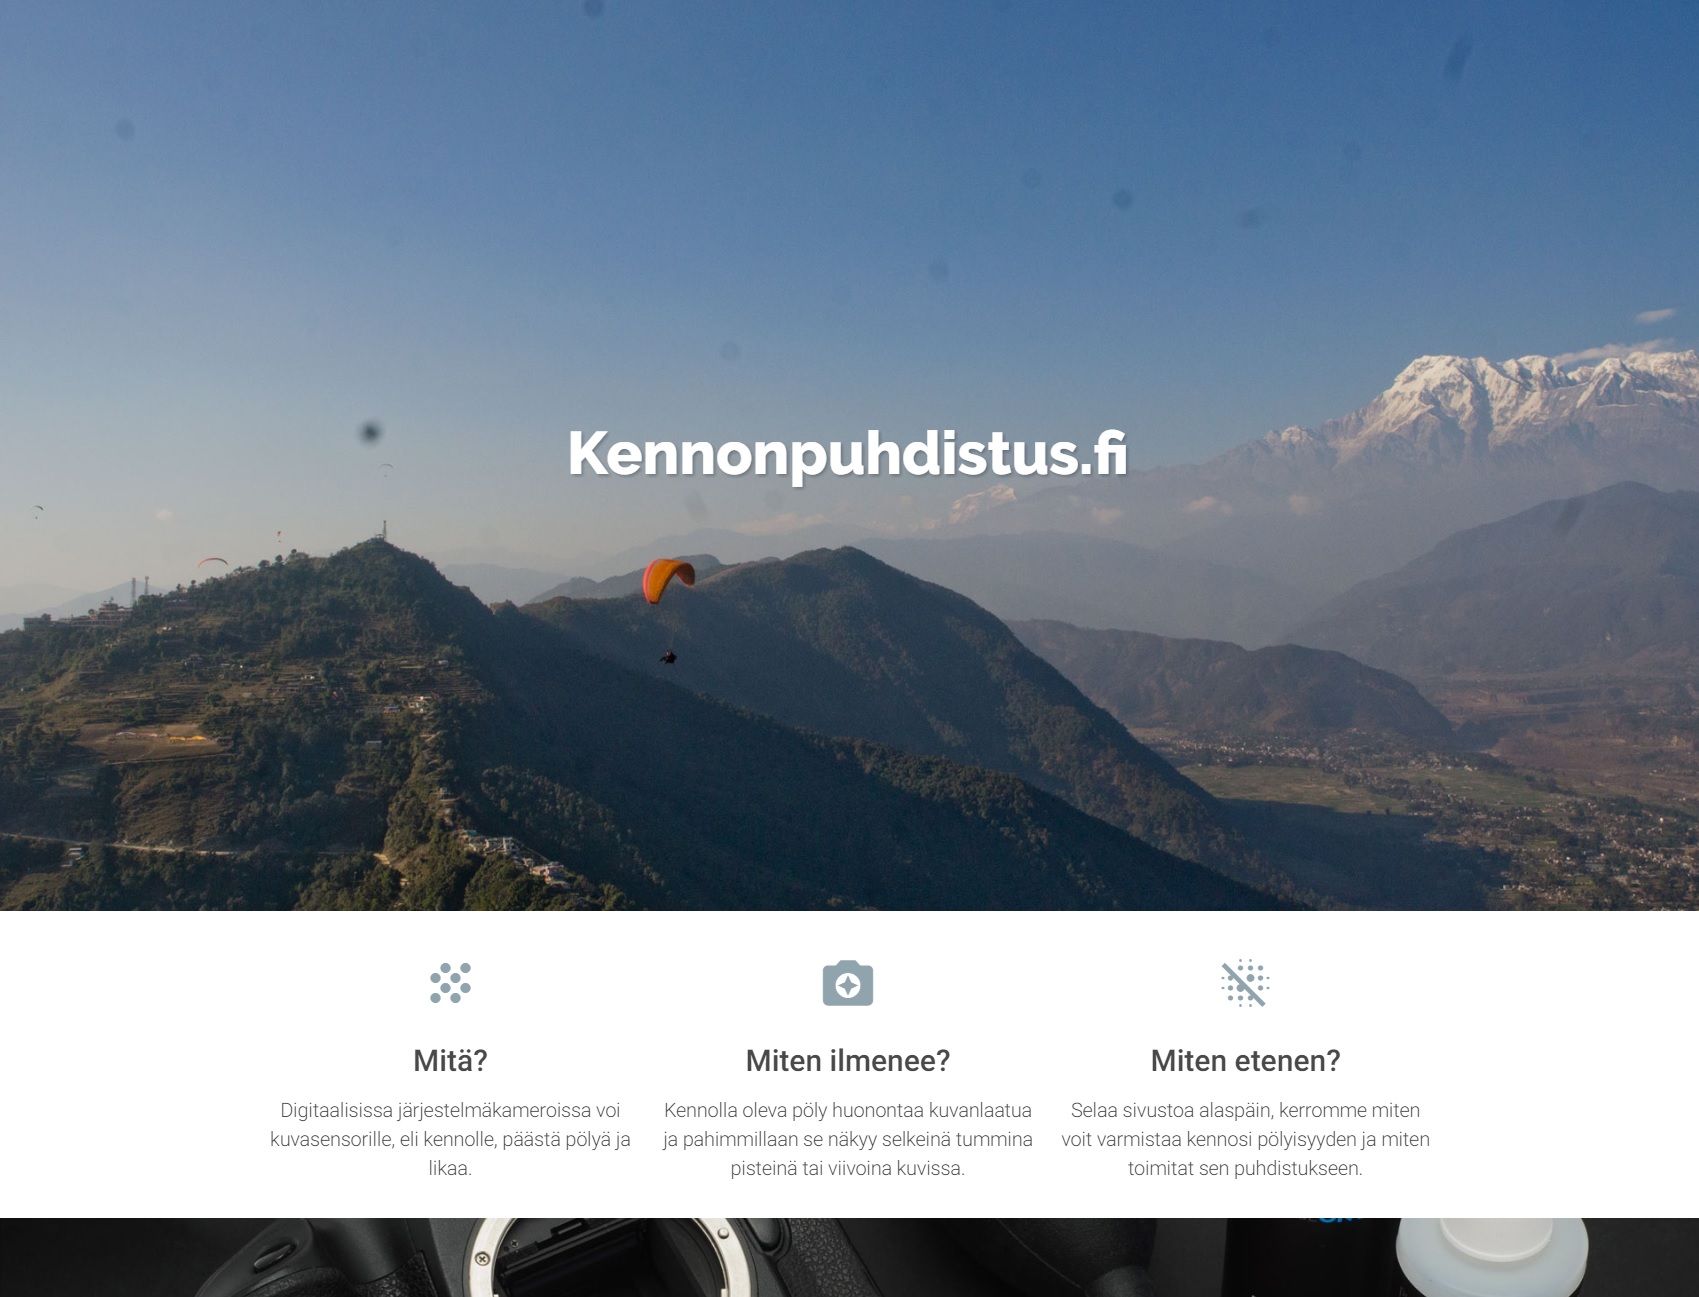 Kennonpuhdistus.fi
Mitä?
Digitaalisissa järjestelmäkameroissa voi
kuvasensorille, eli kennolle, päästä pölyä ja
likaa.
Miten ilmenee?
Kennolla oleva pöly huonontaa kuvanlaatua
ja pahimmillaan se näkyy selkeinä tummina
pisteinä tai viivoina kuvissa.
Miten etenen?
Selaa sivustoa alaspäin, kerromme miten
voit varmistaa kennosi pölyisyyden ja miten
toimitat sen puhdistukseen.